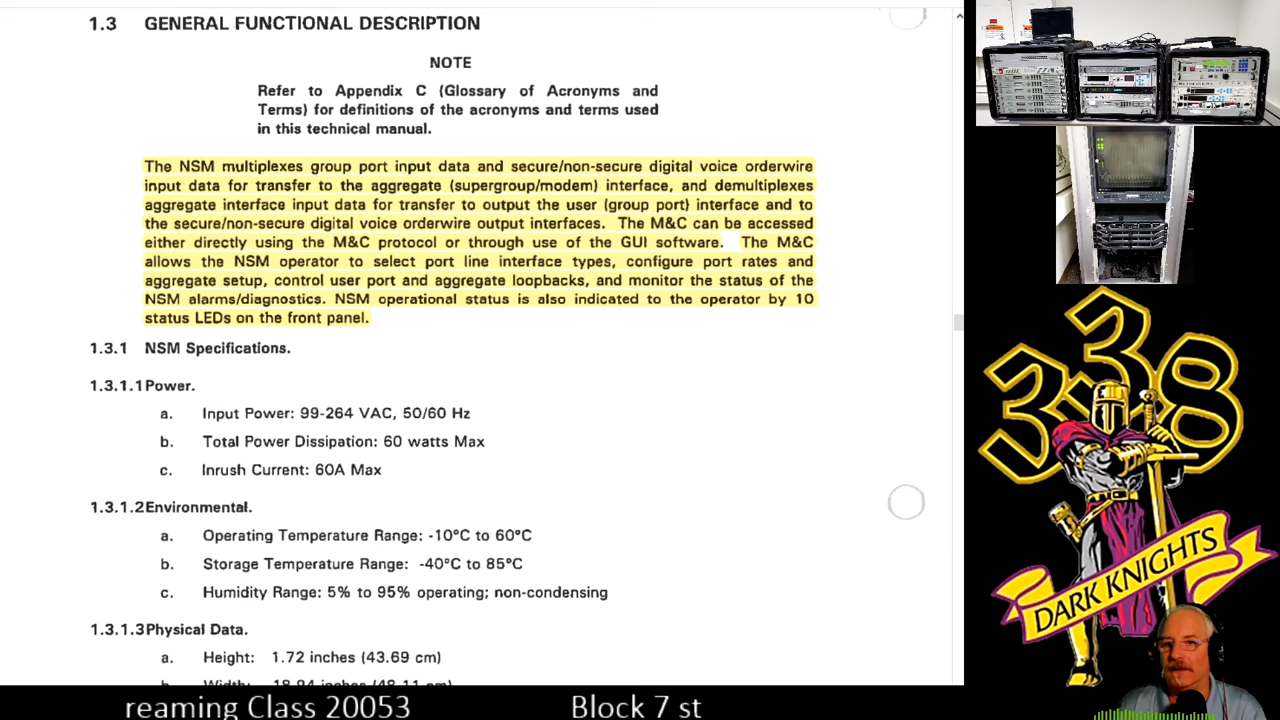 1.3 GENERAL FUNCTIONAL DESCRIPTION
NOTE
Refer to Appendix C (Glossary of Acronyms and
Terms) for definitions of the acronyms and terms used
in this technical manual.
The NSM multiplexes group port input data and secure/non-secure digital voice orderwire
input data for transfer to the aggregate (supergroup/modem) interface, and demultiplexes
aggregate interface input data for transfer to output the user (group port) interface and to
the secure/non-secure digital voice orderwire output interfaces. The M&C can be accessed
either directly using the M&C protocol or through use of the GUI software. The M&C
allows the NSM operator to select port line interface types, configure port rates and
aggregate setup, control user port and aggregate loopbacks, and monitor the status of the
NSM alarms/diagnostics. NSM operational status is also indicated to the operator by 10
status LEDs on the front panel.
1.3.1 NSM Specifications.
1.3.1.1 Power.
a. Input Power: 99-264 VAC, 50/60 Hz
b. Total Power Dissipation: 60 watts Max
c. Inrush Current: 60A Max
1.3.1.2 Environmental.
a. Operating Temperature Range: -10°C to 60°C
b. Storage Temperature Range: -40°C to 85°C
c. Humidity Range: 5% to 95% operating; non-condensing
1.3.1.3 Physical Data.
a. Height: 1.72 inches (43.69 cm)
b. Width: 18.94 inches (48.11 cm)
338
DARK KNIGHTS
reaming Class 20053 Block 7 st